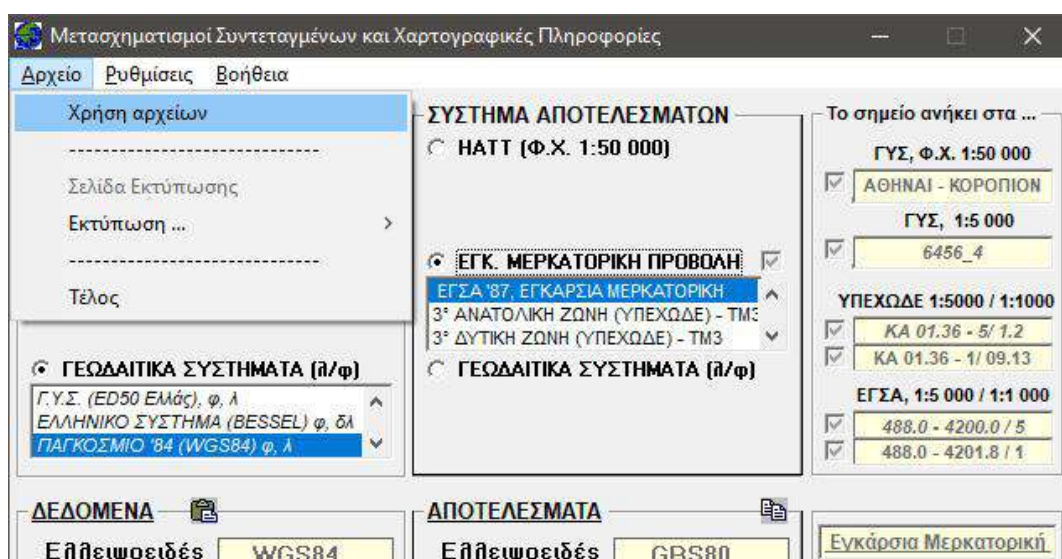 Μετασχηματισμοί Συντεταγμένων και Χαρτογραφικές Πληροφορίες
Αρχείο Ρυθμίσεις Βοήθεια
Χρήση αρχείων
-----------------------------
Σελίδα Εκτύπωσης
Εκτύπωση ...
-----------------------------
Τέλος
ΓΕΩΔΑΙΤΙΚΑ ΣΥΣΤΗΜΑΤΑ (λ/φ)
Γ.Υ.Σ. (ED50 Ελλάς), φ, λ
ΕΛΛΗΝΙΚΟ ΣΥΣΤΗΜΑ (BESSEL) φ, δλ
ΠΑΓΚΟΣΜΙΟ '84 (WGS84) φ, λ
ΣΥΣΤΗΜΑ ΑΠΟΤΕΛΕΣΜΑΤΩΝ
HATT (Φ.Χ. 1:50 000)
ΕΓΚ. ΜΕΡΚΑΤΟΡΙΚΗ ΠΡΟΒΟΛΗ
ΕΓΣΑ '87, ΕΓΚΑΡΣΙΑ ΜΕΡΚΑΤΟΡΙΚΗ
3° ΑΝΑΤΟΛΙΚΗ ΖΩΝΗ (ΥΠΕΧΩΔΕ) - ΤΜ3
3° ΔΥΤΙΚΗ ΖΩΝΗ (ΥΠΕΧΩΔΕ) - ΤΜ3
ΓΕΩΔΑΙΤΙΚΑ ΣΥΣΤΗΜΑΤΑ (λ/φ)
Το σημείο ανήκει στα ...
ΓΥΣ, Φ.Χ. 1:50 000
ΑΘΗΝΑΙ - ΚΟΡΟΠΙΟΝ
ΓΥΣ, 1:5 000
6456_4
ΥΠΕΧΩΔΕ 1:5000 / 1:1000
ΚΑ 01.36 - 5/ 1.2
ΚΑ 01.36 - 1/ 09.13
ΕΓΣΑ, 1:5 000 / 1:1 000
488.0 - 4200.0 / 5
488.0 - 4201.8 / 1
ΔΕΔΟΜΕΝΑ
Ελλειψοειδές WGS84
ΑΠΟΤΕΛΕΣΜΑΤΑ
Ελλειψοειδές GRS80
Εγκάρσια Μερκατορική